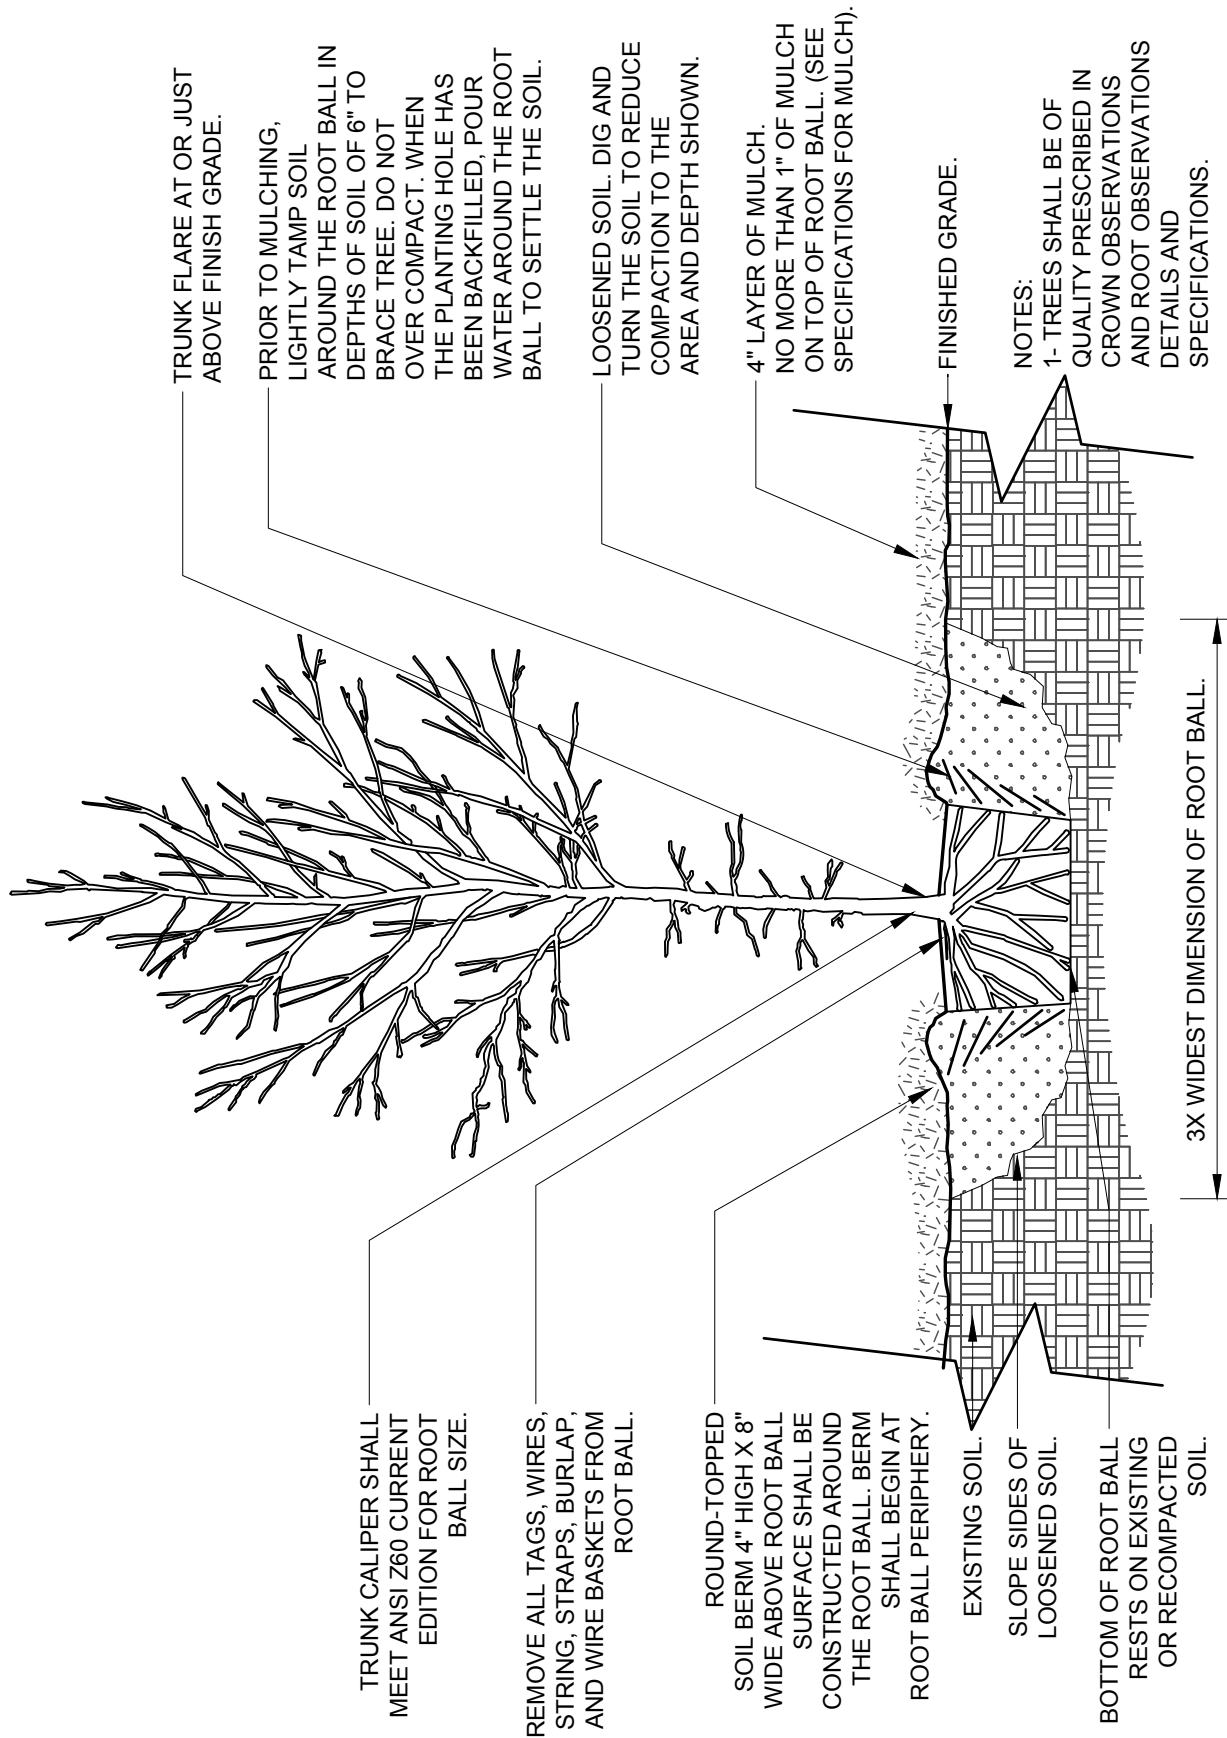 TRUNK FLARE AT OR JUST
ABOVE FINISH GRADE.
PRIOR TO MULCHING,
LIGHTLY TAMP SOIL
AROUND THE ROOT BALL IN
DEPTHS OF SOIL OF 6" TO
BRACE TREE. DO NOT
OVER COMPACT. WHEN
THE PLANTING HOLE HAS
BEEN BACKFILLED, POUR
WATER AROUND THE ROOT
BALL TO SETTLE THE SOIL.
LOOSENED SOIL. DIG AND
TURN THE SOIL TO REDUCE
COMPACTION TO THE
AREA AND DEPTH SHOWN.
4" LAYER OF MULCH.
NO MORE THAN 1" OF MULCH
ON TOP OF ROOT BALL. (SEE
SPECIFICATIONS FOR MULCH).
FINISHED GRADE.
NOTES:
1- TREES SHALL BE OF
QUALITY PRESCRIBED IN
CROWN OBSERVATIONS
AND ROOT OBSERVATIONS
DETAILS AND
SPECIFICATIONS.
TRUNK CALIPER SHALL
MEET ANSI Z60 CURRENT
EDITION FOR ROOT
BALL SIZE.
REMOVE ALL TAGS, WIRES,
STRING, STRAPS, BURLAP,
AND WIRE BASKETS FROM
ROOT BALL.
ROUND-TOPPED
SOIL BERM 4" HIGH X 8"
WIDE ABOVE ROOT BALL
SURFACE SHALL BE
CONSTRUCTED AROUND
THE ROOT BALL. BERM
SHALL BEGIN AT
ROOT BALL PERIPHERY.
EXISTING SOIL.
SLOPE SIDES OF
LOOSENED SOIL.
BOTTOM OF ROOT BALL
RESTS ON EXISTING
OR RECOMPACTED
SOIL.
3X WIDEST DIMENSION OF ROOT BALL.